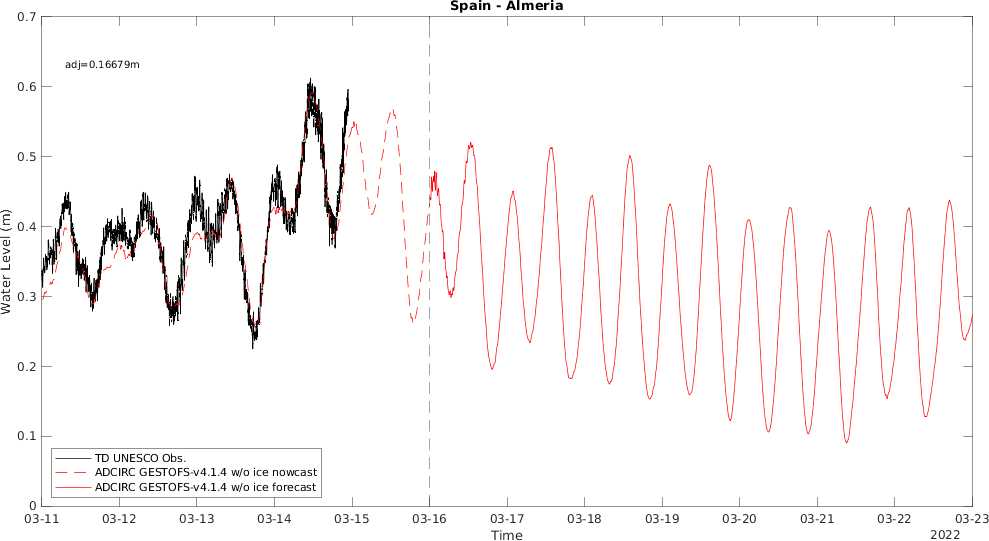 Spain - Almeria
adj=0.16679m
Water Level (m)
0.7
0.6
0.5
0.4
0.3
0.2
0.1
0
TD UNESCO Obs.
ADCIRC GESTOFS-v4.1.4 w/o ice nowcast
ADCIRC GESTOFS-v4.1.4 w/o ice forecast
03-11 03-12 03-13 03-14 03-15 03-16 03-17 03-18 03-19 03-20 03-21 03-22 03-23
Time
2022